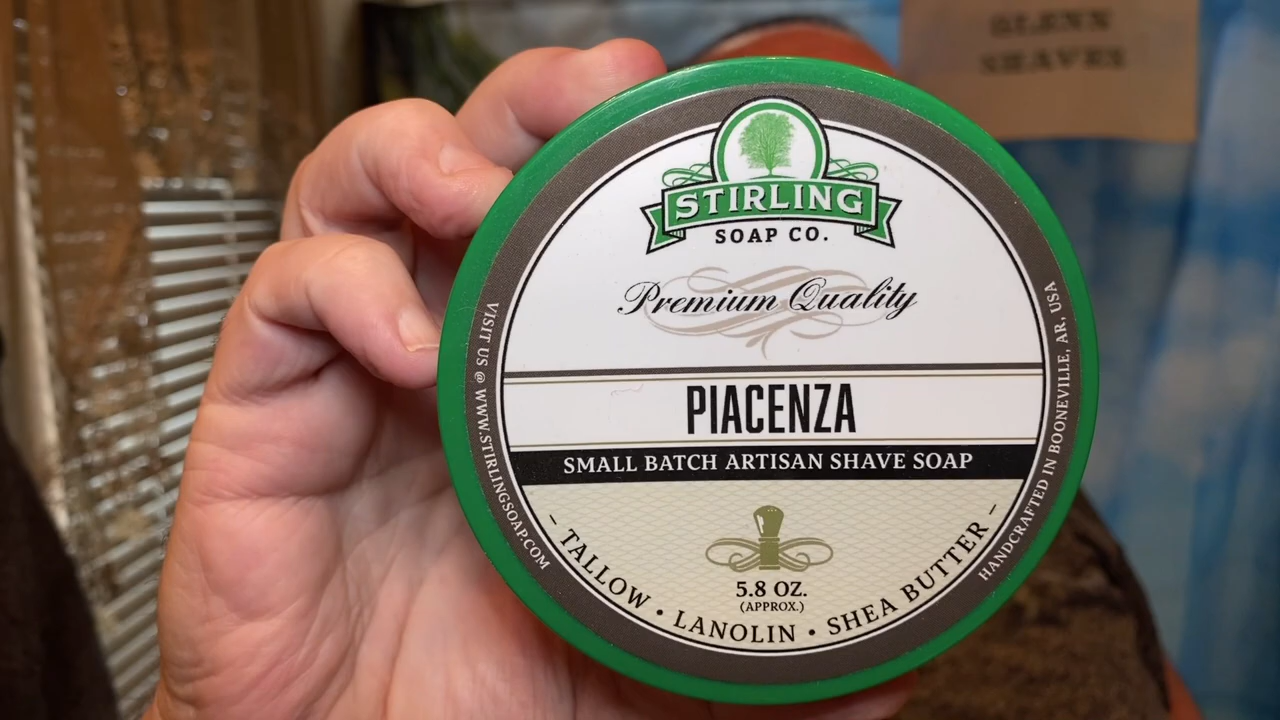 GLENN
SHAVES
STIRLING
SOAP CO.
Premium Quality
PIACENZA
SMALL BATCH ARTISAN SHAVE SOAP
5.8 OZ.
(APPROX.)
– TALLOW • LANOLIN • SHEA BUTTER –
VISIT US @ WWW.STIRLINGSOAP.COM
HANDCRAFTED IN BOONEVILLE, AR, USA